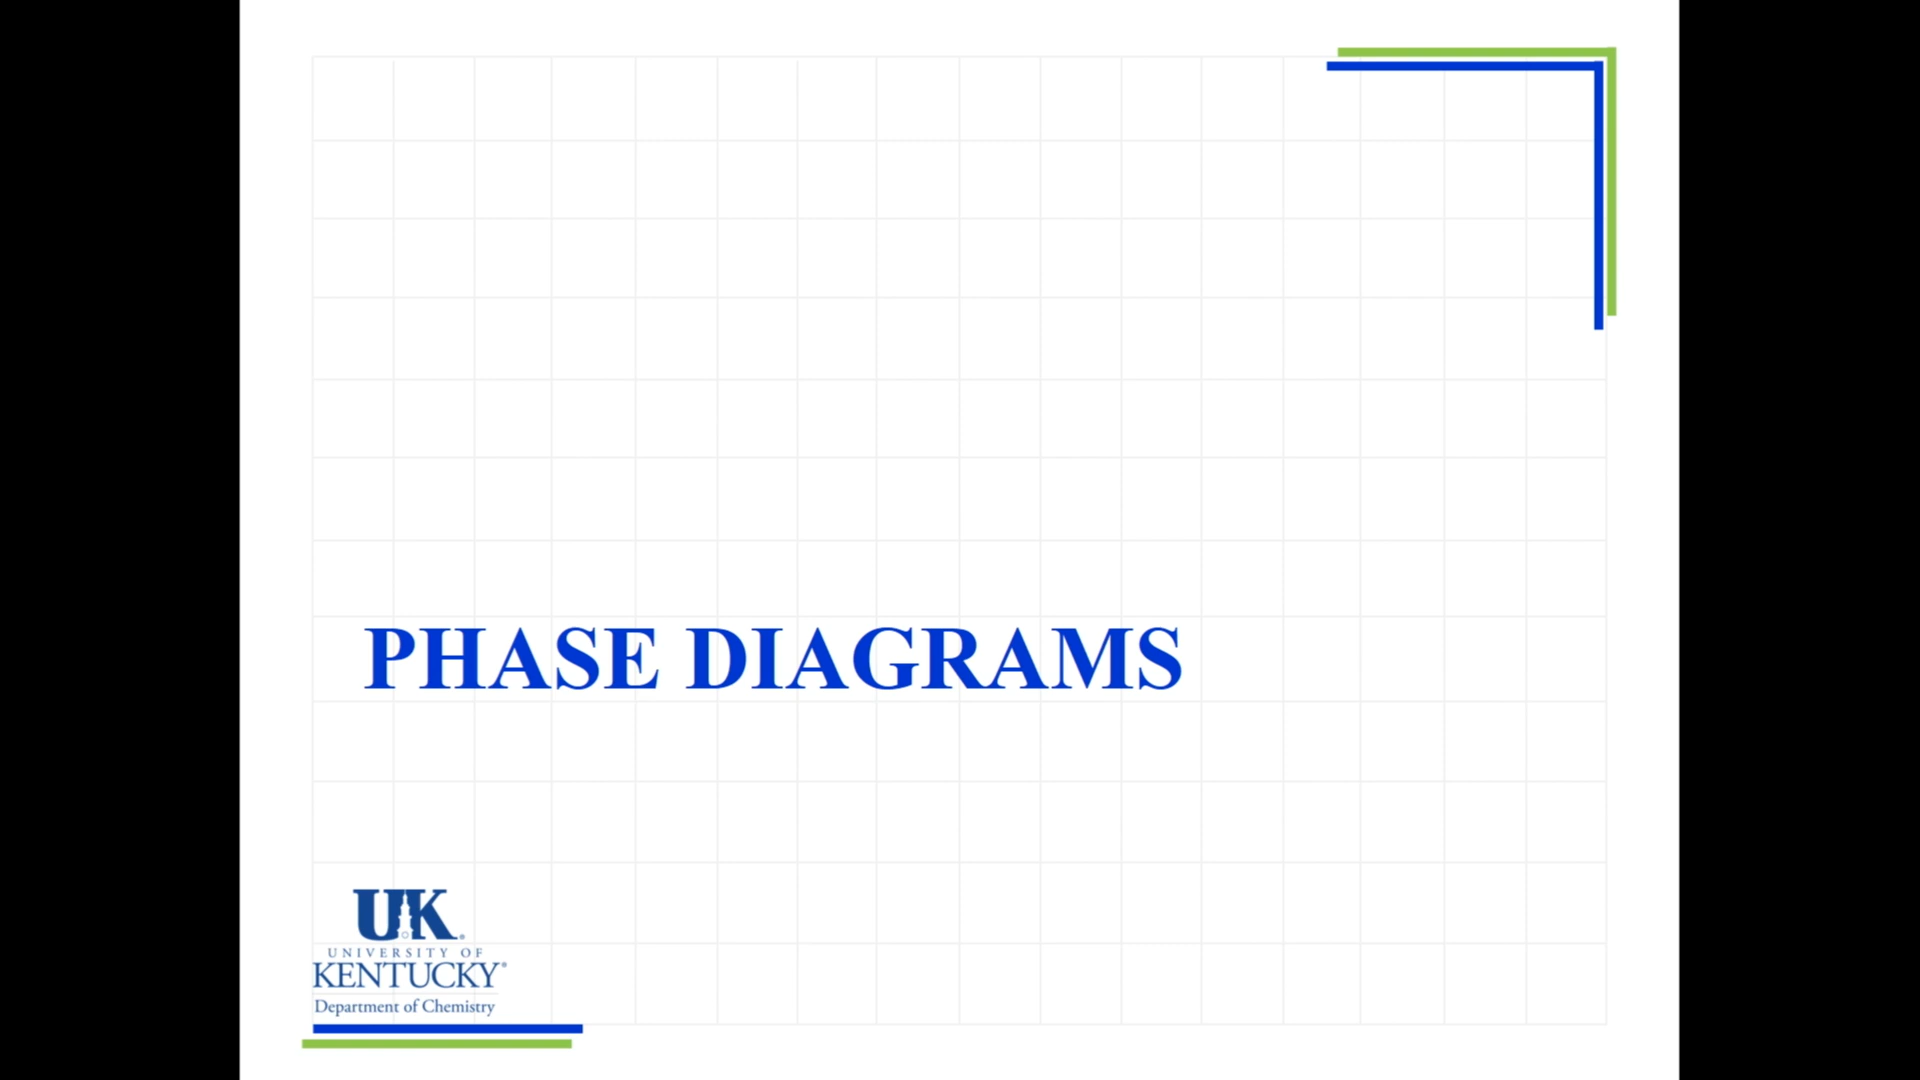 PHASE DIAGRAMS
UK®
UNIVERSITY OF
KENTUCKY®
Department of Chemistry